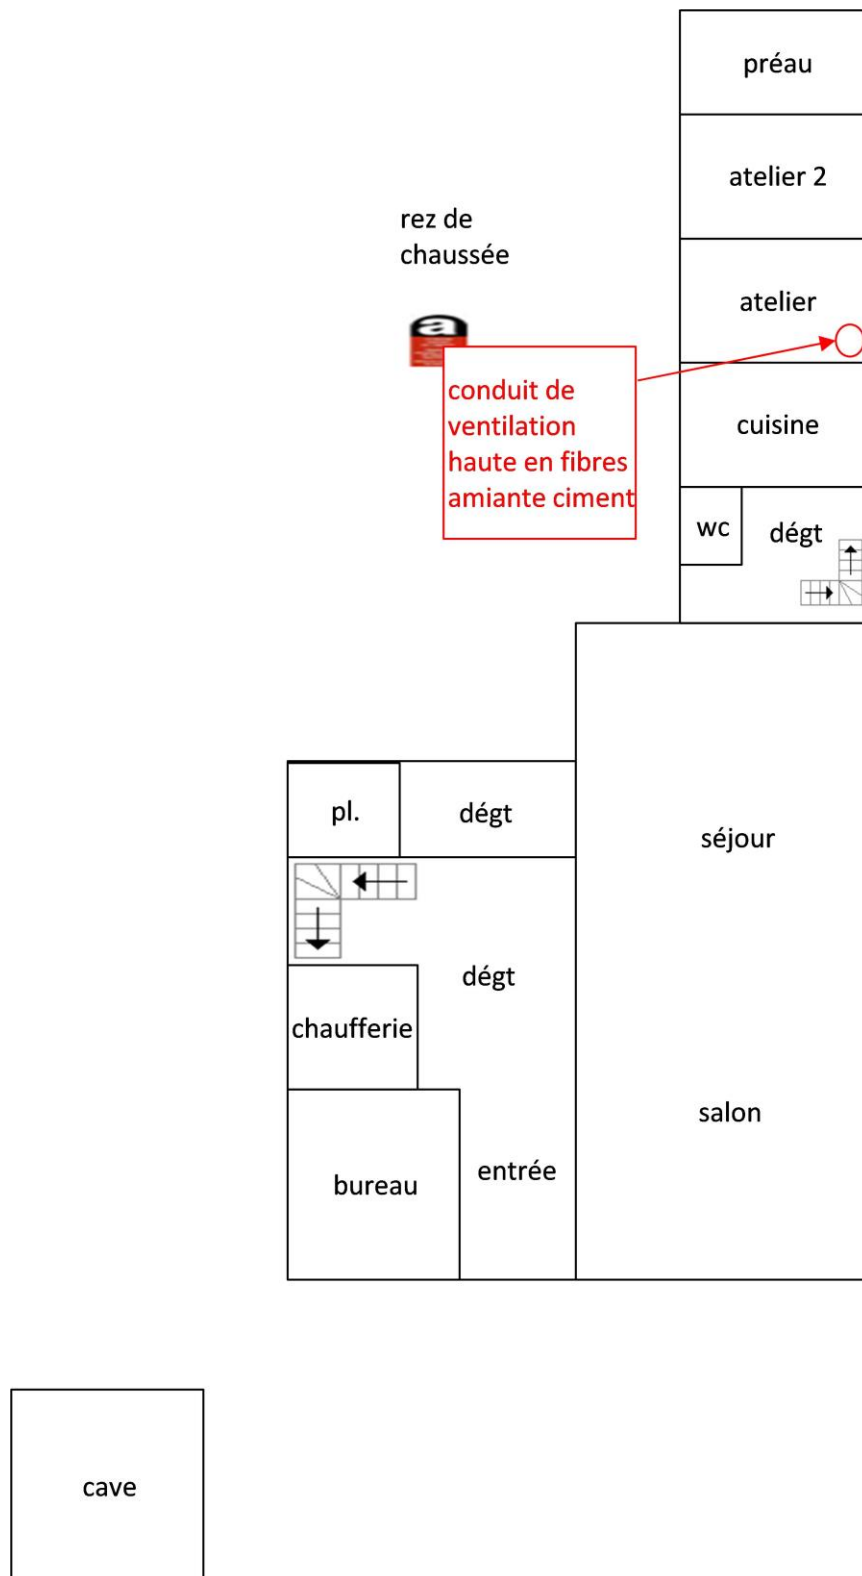 préau
atelier 2
rez de
chaussée
atelier
a
conduit de
ventilation
haute en fibres
amiante ciment
cuisine
wc
dégt
pl.
dégt
séjour
dégt
chaufferie
salon
entrée
bureau
cave